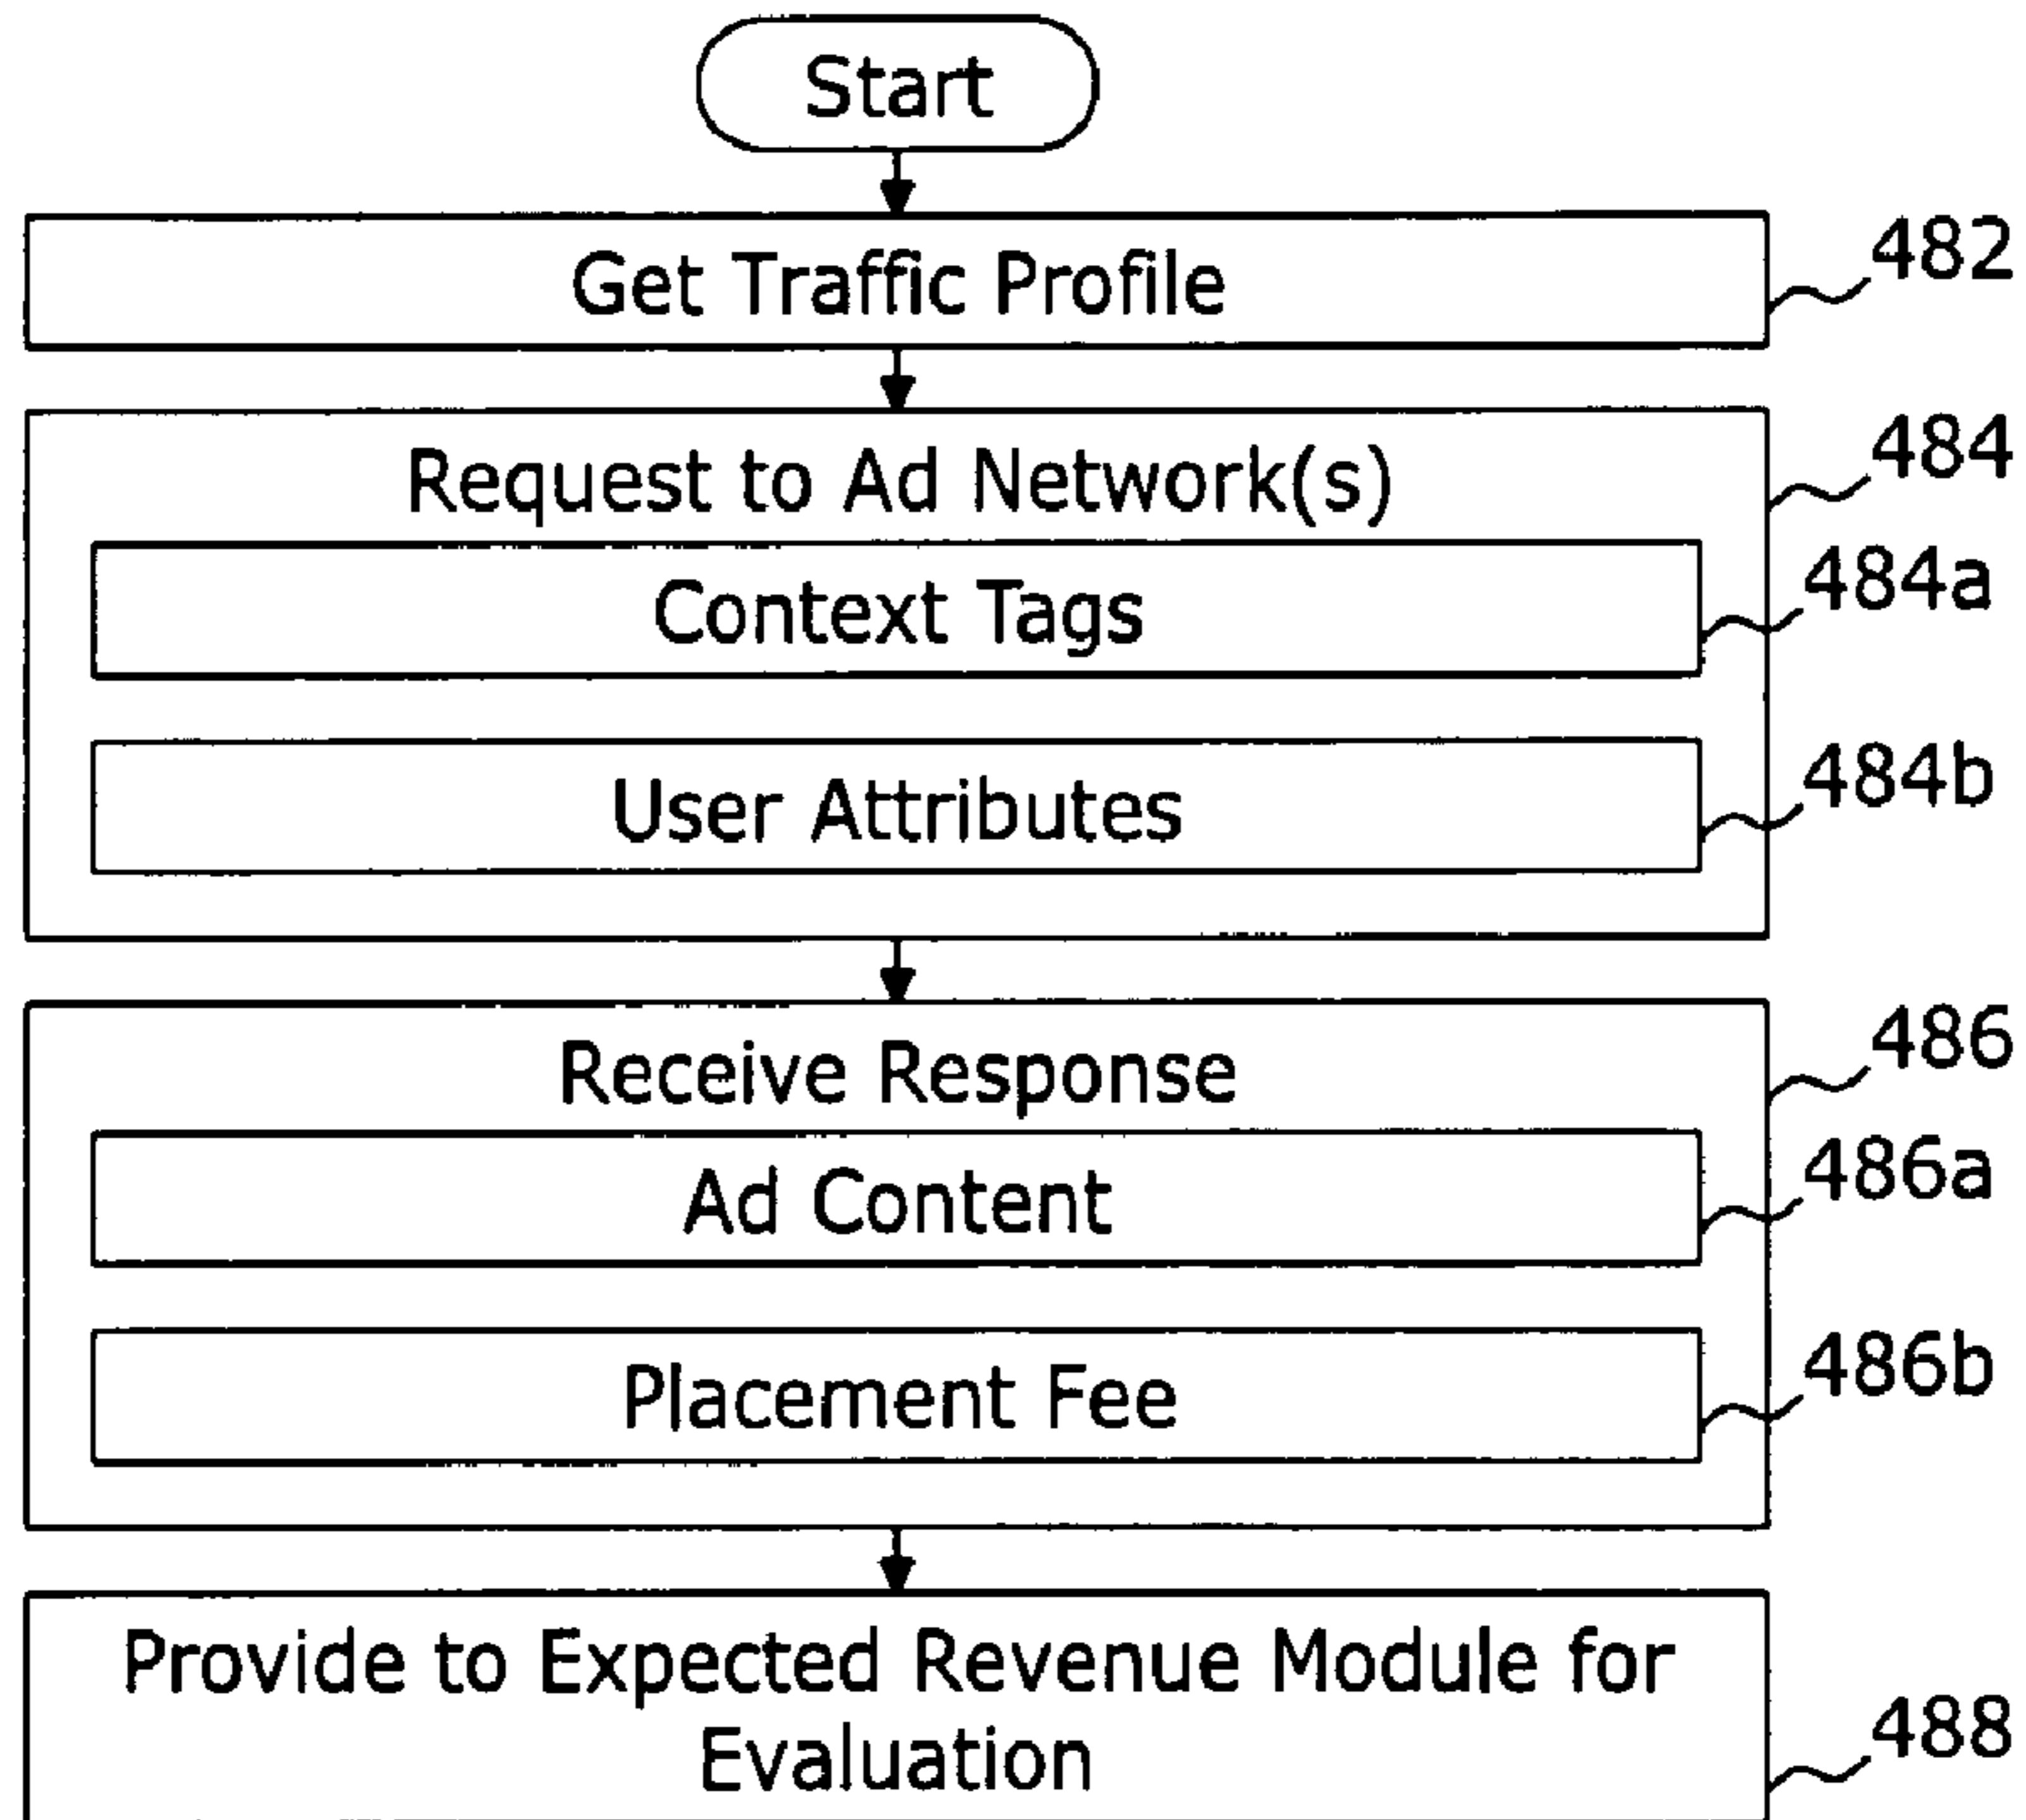 Start
Get Traffic Profile
482
Request to Ad Network(s)
484
Context Tags
484a
User Attributes
484b
Receive Response
486
Ad Content
486a
Placement Fee
486b
Provide to Expected Revenue Module for
Evaluation
488